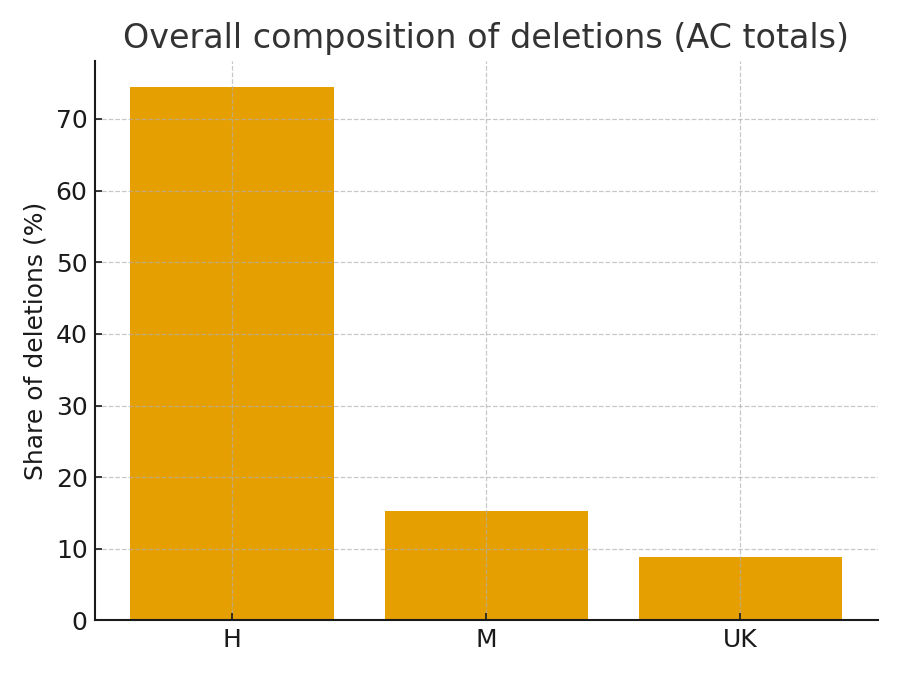 Overall composition of deletions (AC totals)
Share of deletions (%)
70
60
50
40
30
20
10
0
H M UK